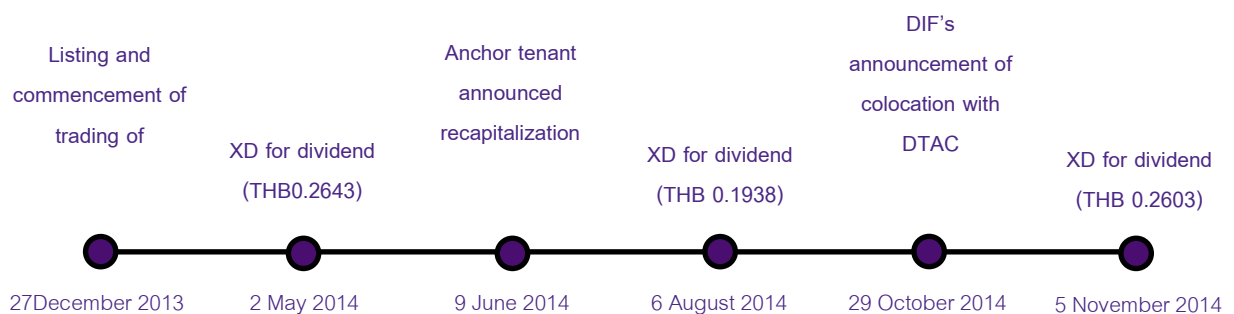 Listing and
commencement of
trading of
27December 2013
XD for dividend
(THB0.2643)
2 May 2014
Anchor tenant
announced
recapitalization
9 June 2014
XD for dividend
(THB 0.1938)
6 August 2014
DIF's
announcement of
colocation with
DTAC
29 October 2014
XD for dividend
(THB 0.2603)
5 November 2014